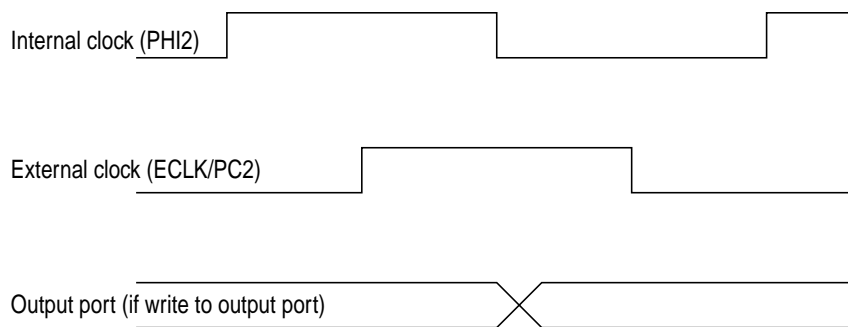 Internal clock (PHI2)
External clock (ECLK/PC2)
Output port (if write to output port)